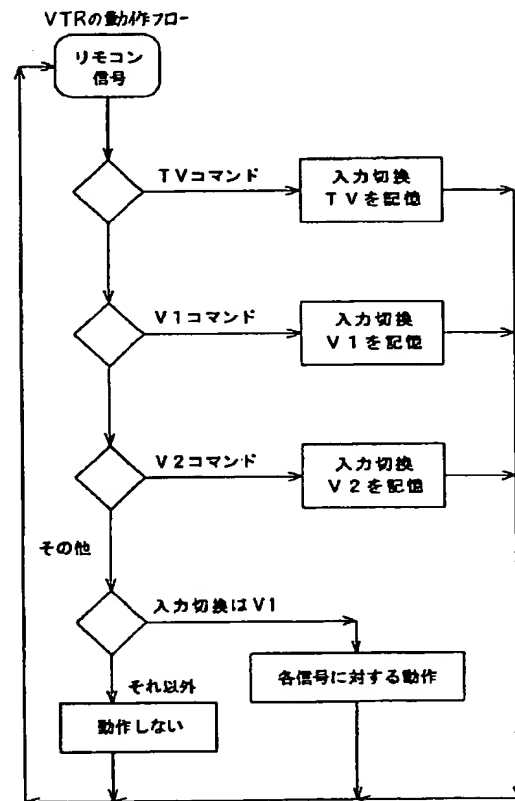 VTRの動作フロー
リモコン
信号
TVコマンド
入力切換
TVを記憶
V1コマンド
入力切換
V1を記憶
V2コマンド
入力切換
V2を記憶
その他
入力切換はV1
各信号に対する動作
それ以外
動作しない